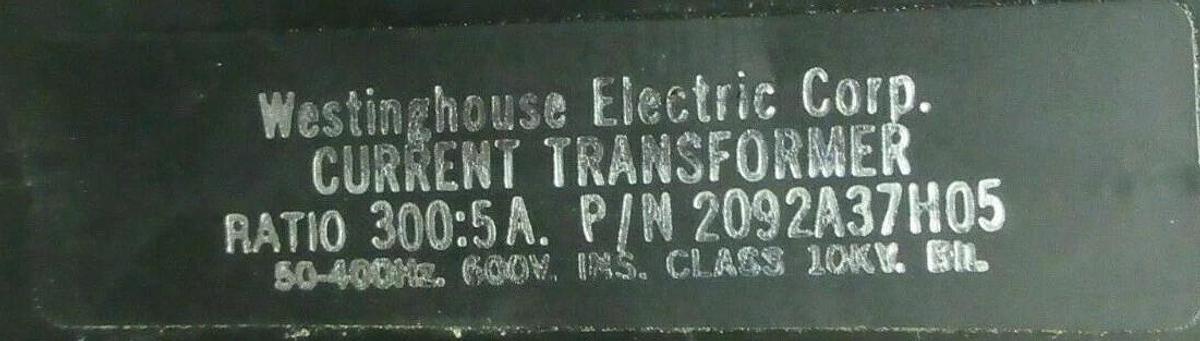 Westinghouse Electric Corp.
CURRENT TRANSFORMER
RATIO 300:5A. P/N 2092A37H05
50-400Hz. 600V. INS. CLASS 10KV. BIL.